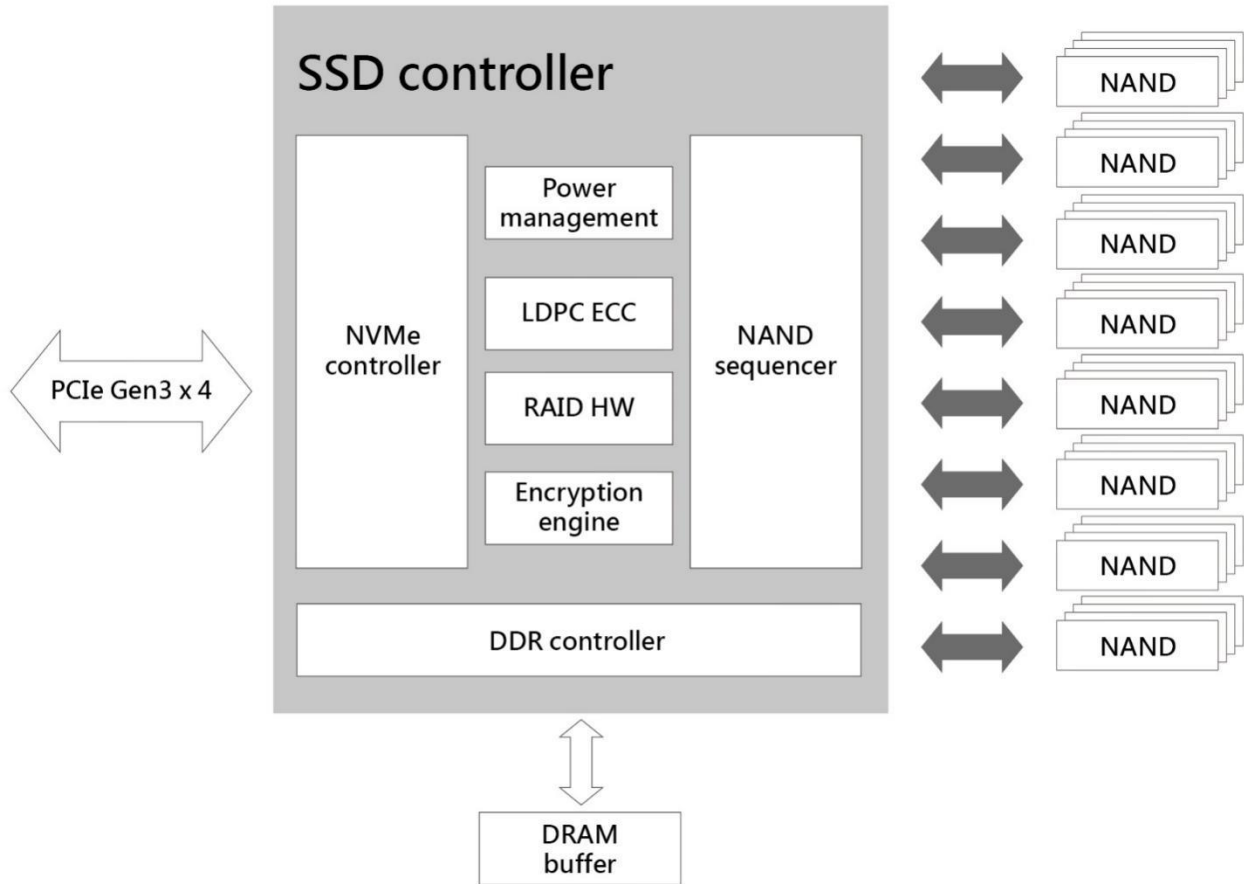 SSD controller
PCIe Gen3 x 4
NVMe
controller
Power
management
LDPC ECC
RAID HW
Encryption
engine
NAND
sequencer
DDR controller
DRAM
buffer
NAND
NAND
NAND
NAND
NAND
NAND
NAND
NAND